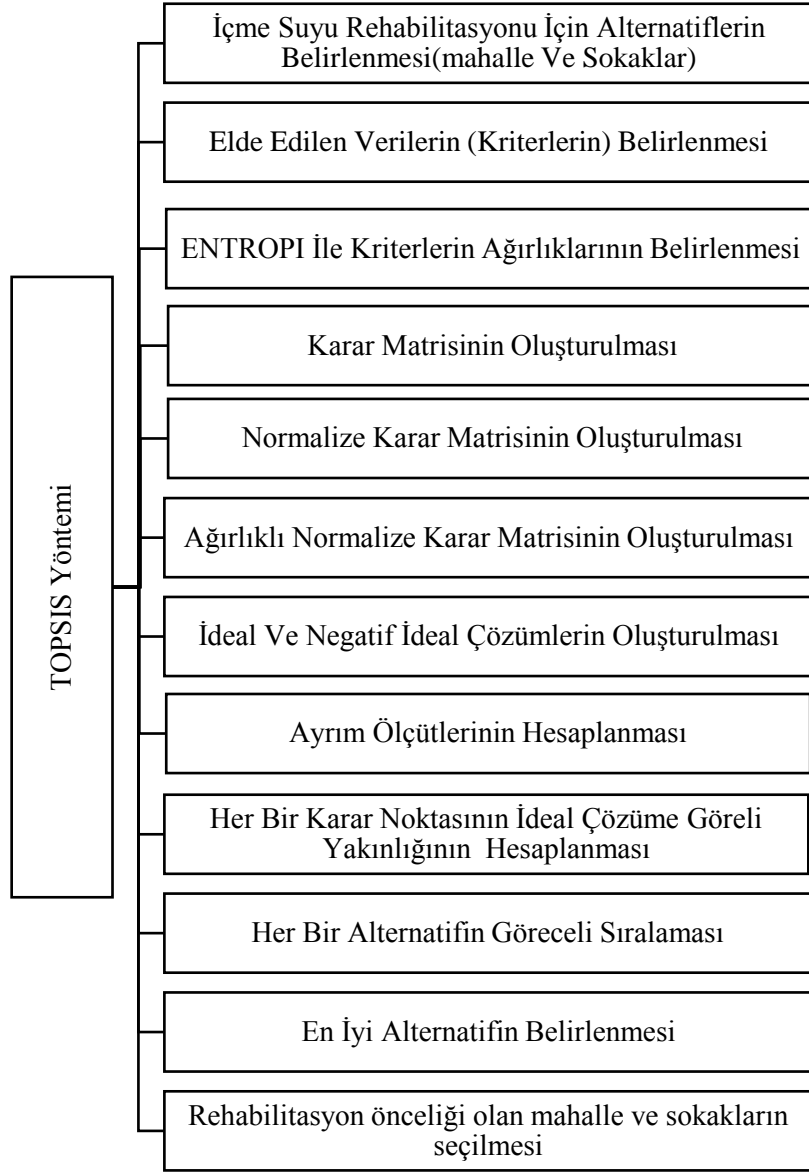 İçme Suyu Rehabilitasyonu İçin Alternatiflerin
Belirlenmesi(mahalle Ve Sokaklar)
Elde Edilen Verilerin (Kriterlerin) Belirlenmesi
ENTROPI İle Kriterlerin Ağırlıklarının Belirlenmesi
Karar Matrisinin Oluşturulması
Normalize Karar Matrisinin Oluşturulması
TOPSIS Yöntemi
Ağırlıklı Normalize Karar Matrisinin Oluşturulması
İdeal Ve Negatif İdeal Çözümlerin Oluşturulması
Ayrım Ölçütlerinin Hesaplanması
Her Bir Karar Noktasının İdeal Çözüme Göreli
Yakınlığının  Hesaplanması
Her Bir Alternatifin Göreceli Sıralaması
En İyi Alternatifin Belirlenmesi
Rehabilitasyon önceliği olan mahalle ve sokakların
seçilmesi